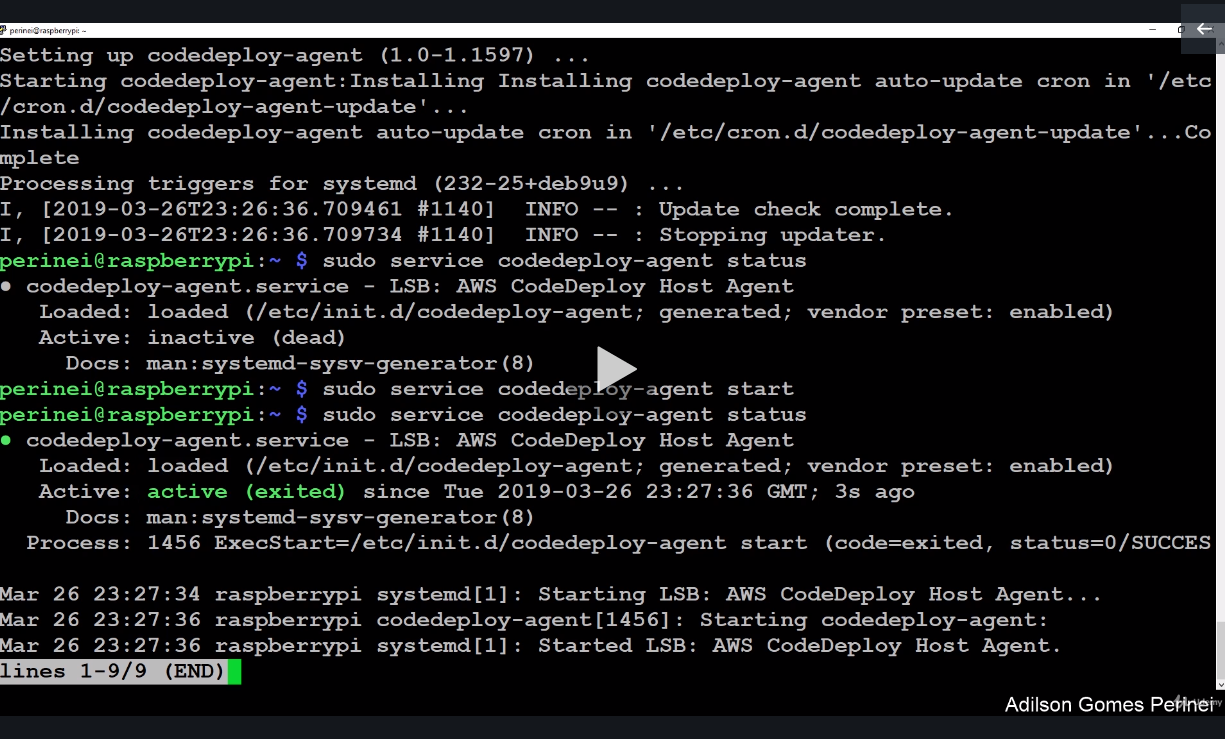 perinei@raspberrypi: ~
Setting up codedeploy-agent (1.0-1.1597) ...
Starting codedeploy-agent:Installing Installing codedeploy-agent auto-update cron in '/etc
/cron.d/codedeploy-agent-update'...
Installing codedeploy-agent auto-update cron in '/etc/cron.d/codedeploy-agent-update'...Co
mplete
Processing triggers for systemd (232-25+deb9u9) ...
I, [2019-03-26T23:26:36.709461 #1140]  INFO -- : Update check complete.
I, [2019-03-26T23:26:36.709734 #1140]  INFO -- : Stopping updater.
perinei@raspberrypi:~ $ sudo service codedeploy-agent status
● codedeploy-agent.service - LSB: AWS CodeDeploy Host Agent
   Loaded: loaded (/etc/init.d/codedeploy-agent; generated; vendor preset: enabled)
   Active: inactive (dead)
     Docs: man:systemd-sysv-generator(8)
perinei@raspberrypi:~ $ sudo service codedeploy-agent start
perinei@raspberrypi:~ $ sudo service codedeploy-agent status
● codedeploy-agent.service - LSB: AWS CodeDeploy Host Agent
   Loaded: loaded (/etc/init.d/codedeploy-agent; generated; vendor preset: enabled)
   Active: active (exited) since Tue 2019-03-26 23:27:36 GMT; 3s ago
     Docs: man:systemd-sysv-generator(8)
  Process: 1456 ExecStart=/etc/init.d/codedeploy-agent start (code=exited, status=0/SUCCES
Mar 26 23:27:34 raspberrypi systemd[1]: Starting LSB: AWS CodeDeploy Host Agent...
Mar 26 23:27:36 raspberrypi codedeploy-agent[1456]: Starting codedeploy-agent:
Mar 26 23:27:36 raspberrypi systemd[1]: Started LSB: AWS CodeDeploy Host Agent.
lines 1-9/9 (END)
Adilson Gomes Perinei